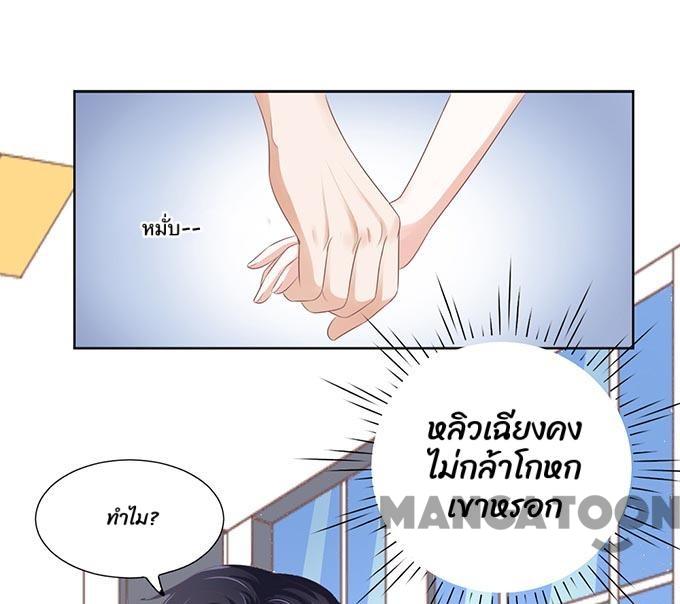 หมั่บ--
หลิวเฉียงคง
ไม่กล้าโกหก
เขาหรอก
MANGATOON
ทำไม?